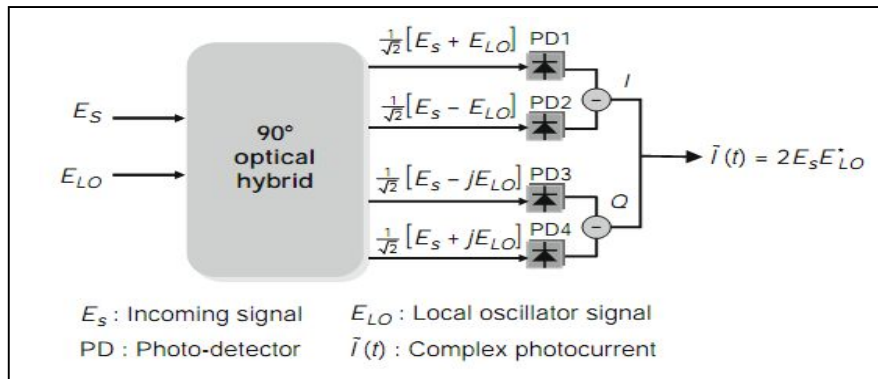 1/√2 [E_s + E_LO] PD1
I
E_S
1/√2 [E_s − E_LO] PD2
−
90°
optical
hybrid
Ĩ (t) = 2E_sE*_LO
E_LO
1/√2 [E_s − jE_LO] PD3
Q
−
1/√2 [E_s + jE_LO] PD4
E_s : Incoming signal E_LO : Local oscillator signal
PD : Photo-detector Ĩ (t) : Complex photocurrent